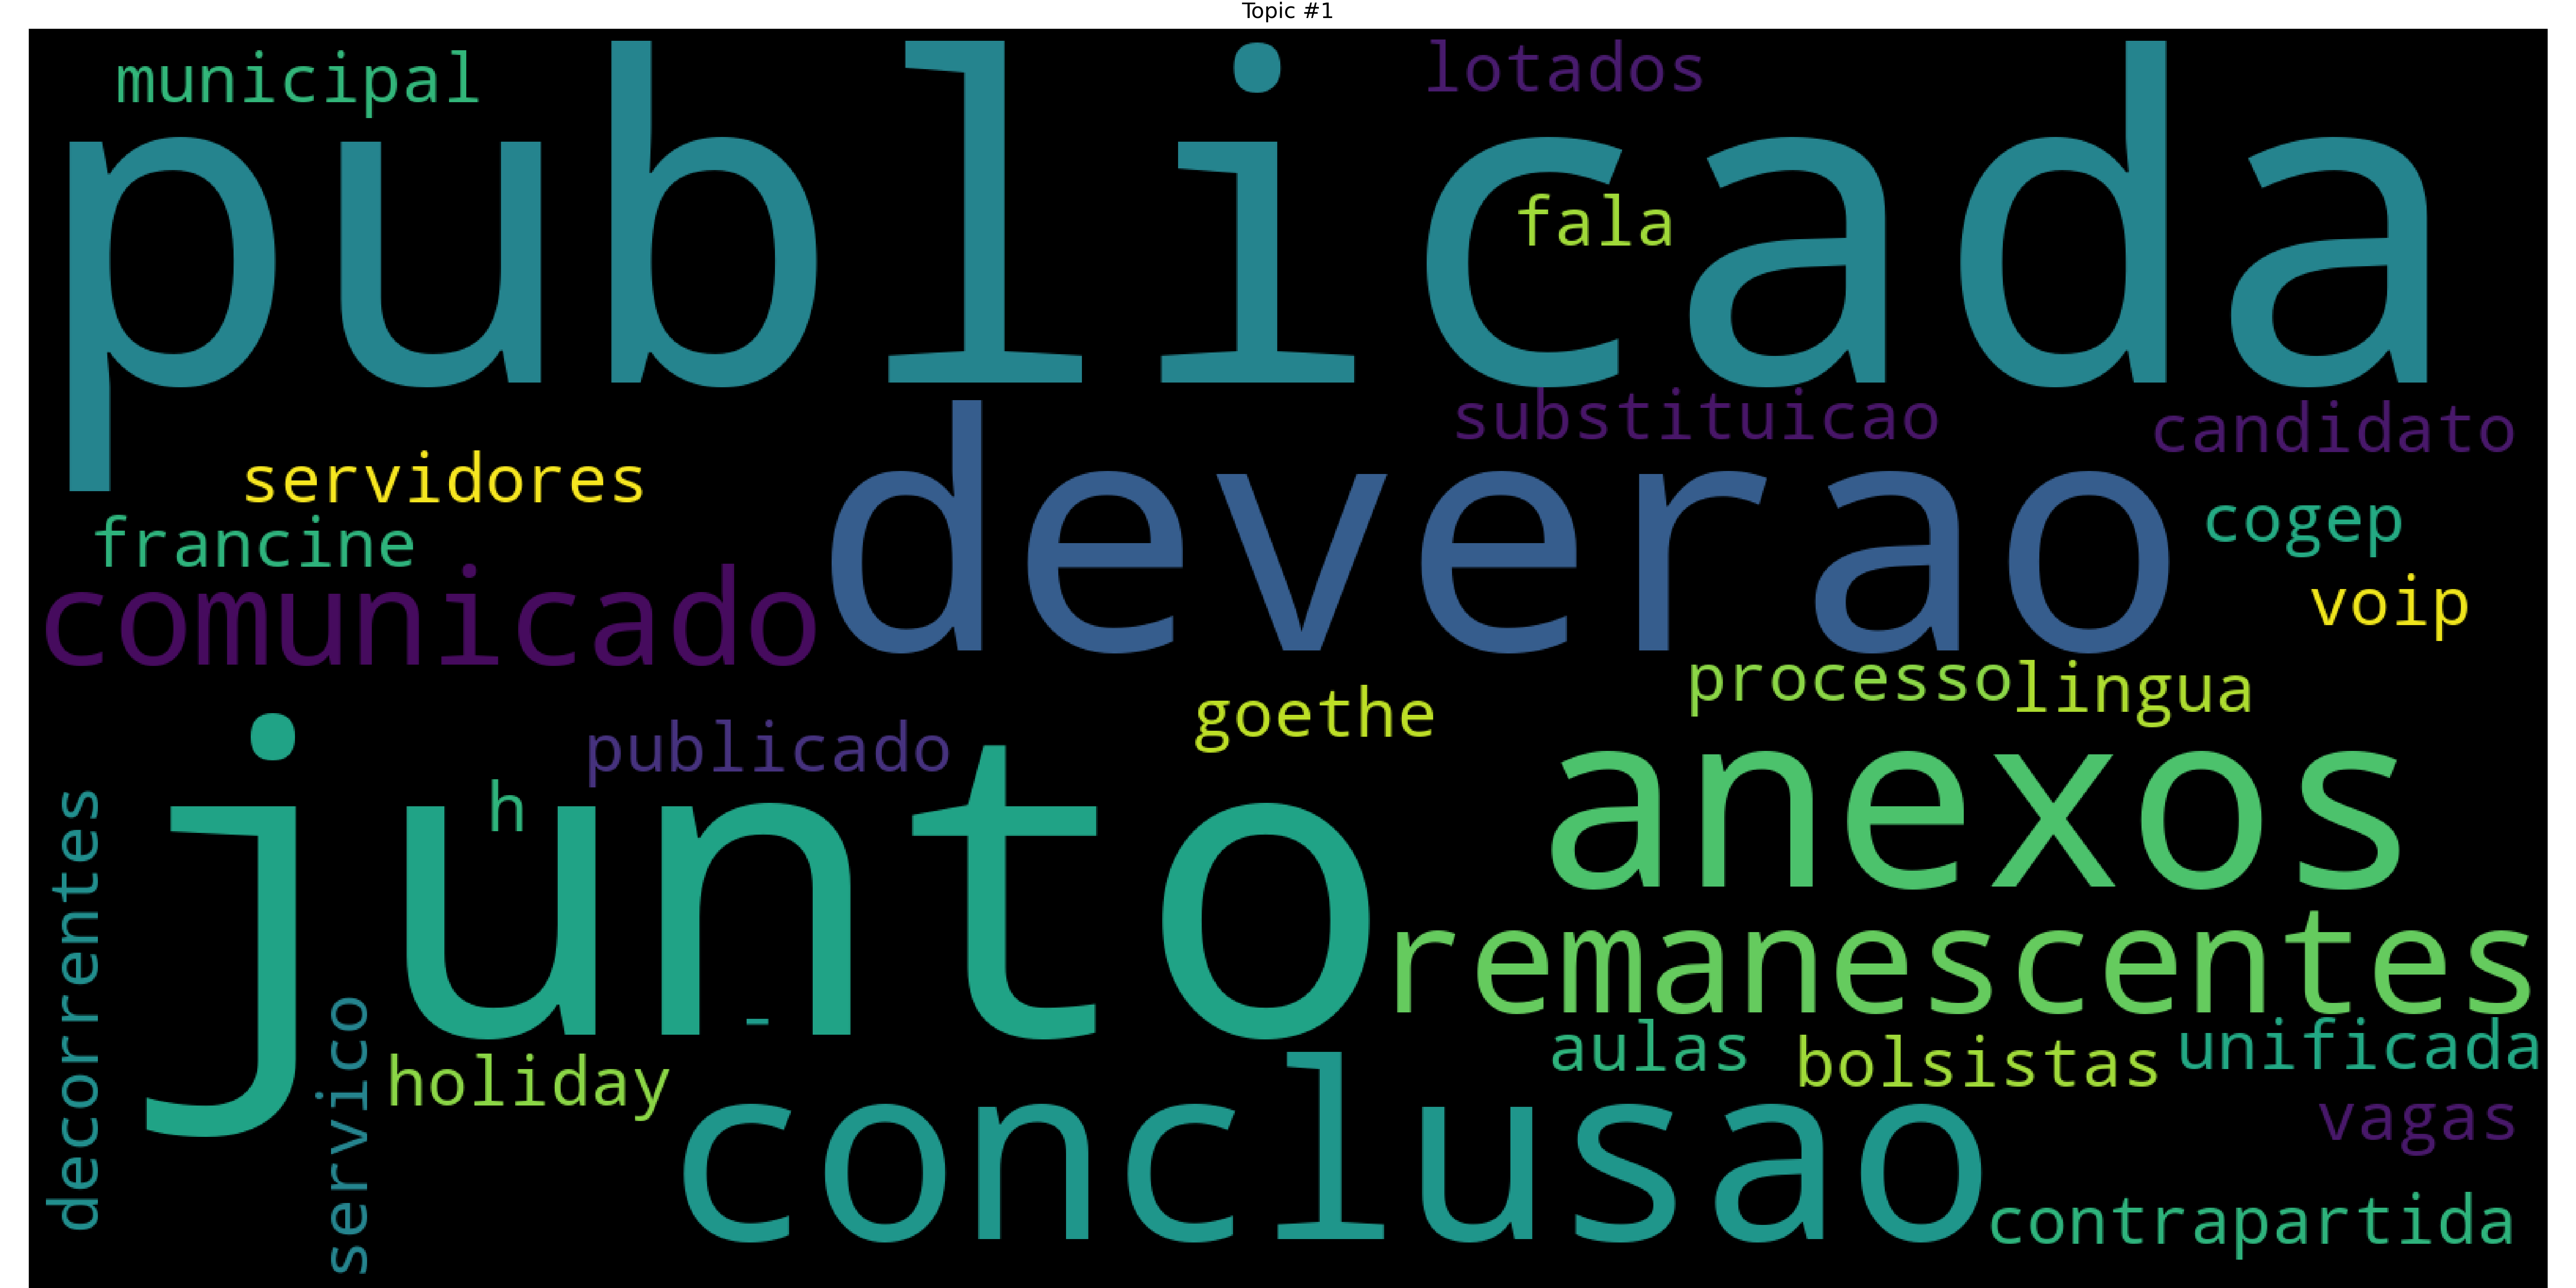 Topic #1
municipal
lotados
publicada
fala
substituicao
candidato
servidores
deverao
cogep
francine
comunicado
voip
processo
lingua
goethe
publicado
anexos
h
junto
decorrentes
remanescentes
-
servico
holiday
aulas
bolsistas
unificada
conclusao
vagas
contrapartida